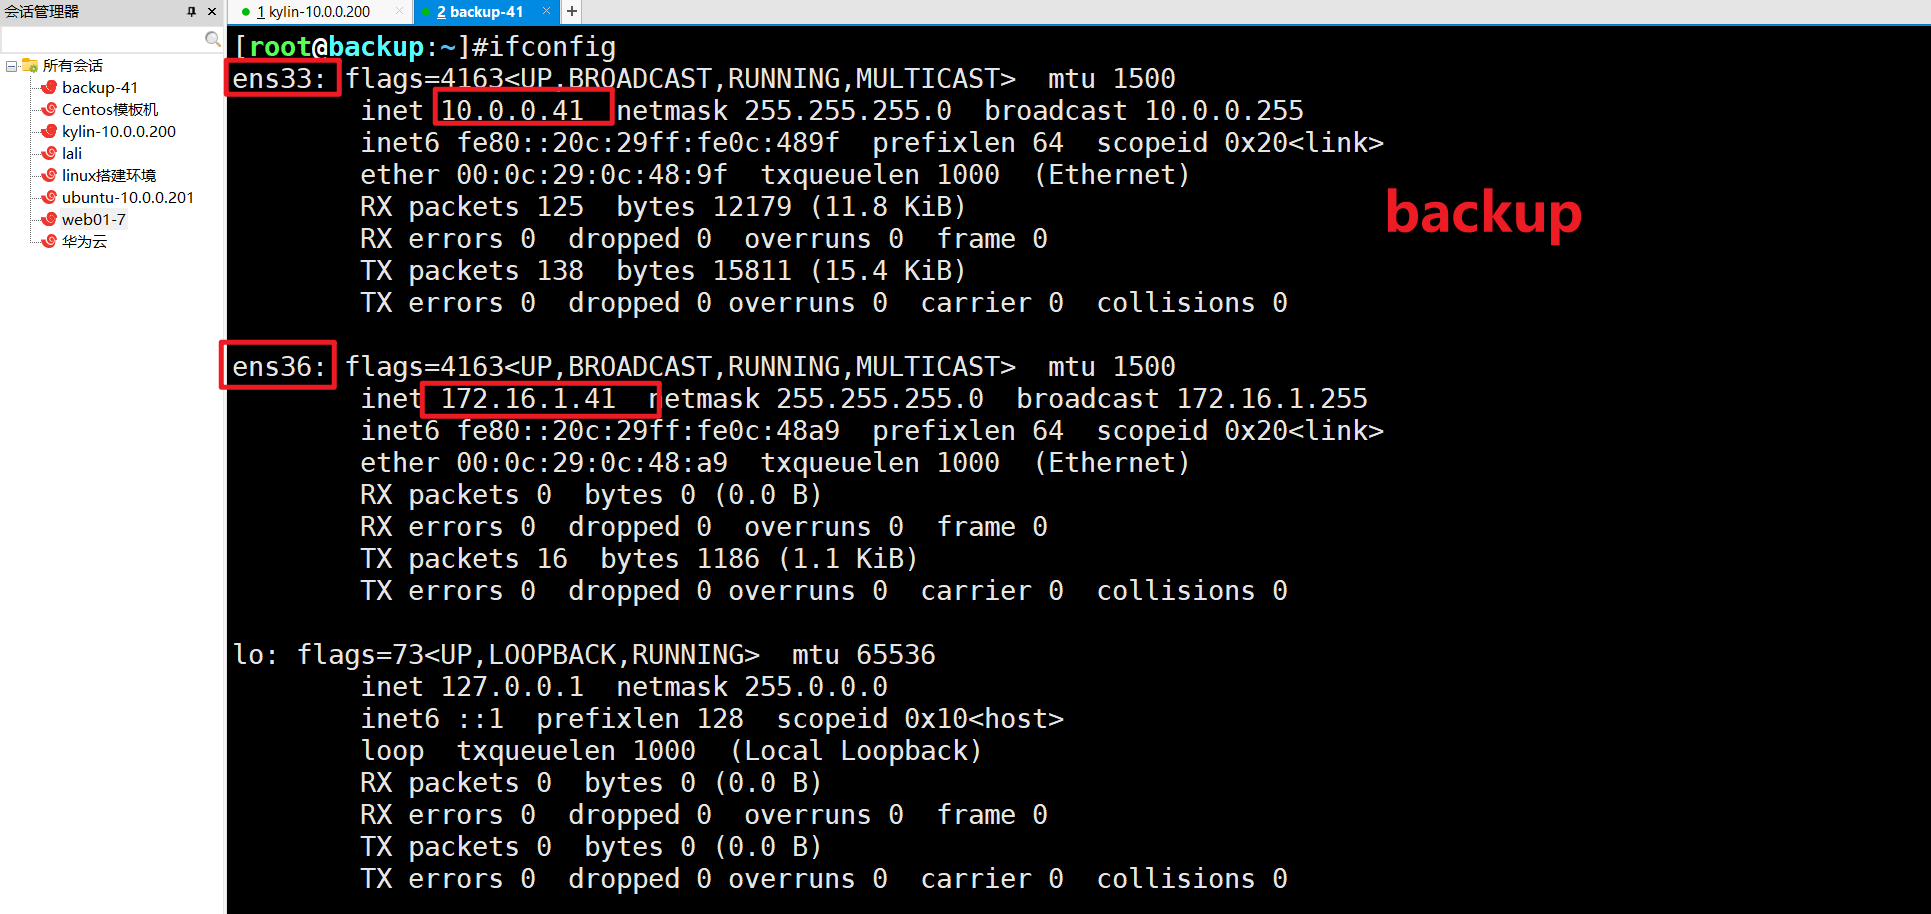 会话管理器
所有会话
backup-41
Centos模板机
kylin-10.0.0.200
lali
linux搭建环境
ubuntu-10.0.0.201
web01-7
华为云
1 kylin-10.0.0.200
2 backup-41
[root@backup:~]#ifconfig
ens33: flags=4163<UP,BROADCAST,RUNNING,MULTICAST>  mtu 1500
inet 10.0.0.41  netmask 255.255.255.0  broadcast 10.0.0.255
inet6 fe80::20c:29ff:fe0c:489f  prefixlen 64  scopeid 0x20<link>
ether 00:0c:29:0c:48:9f  txqueuelen 1000  (Ethernet)
RX packets 125  bytes 12179 (11.8 KiB)
RX errors 0  dropped 0  overruns 0  frame 0
TX packets 138  bytes 15811 (15.4 KiB)
TX errors 0  dropped 0 overruns 0  carrier 0  collisions 0
backup
ens36: flags=4163<UP,BROADCAST,RUNNING,MULTICAST>  mtu 1500
inet 172.16.1.41  netmask 255.255.255.0  broadcast 172.16.1.255
inet6 fe80::20c:29ff:fe0c:48a9  prefixlen 64  scopeid 0x20<link>
ether 00:0c:29:0c:48:a9  txqueuelen 1000  (Ethernet)
RX packets 0  bytes 0 (0.0 B)
RX errors 0  dropped 0  overruns 0  frame 0
TX packets 16  bytes 1186 (1.1 KiB)
TX errors 0  dropped 0 overruns 0  carrier 0  collisions 0
lo: flags=73<UP,LOOPBACK,RUNNING>  mtu 65536
inet 127.0.0.1  netmask 255.0.0.0
inet6 ::1  prefixlen 128  scopeid 0x10<host>
loop  txqueuelen 1000  (Local Loopback)
RX packets 0  bytes 0 (0.0 B)
RX errors 0  dropped 0  overruns 0  frame 0
TX packets 0  bytes 0 (0.0 B)
TX errors 0  dropped 0 overruns 0  carrier 0  collisions 0